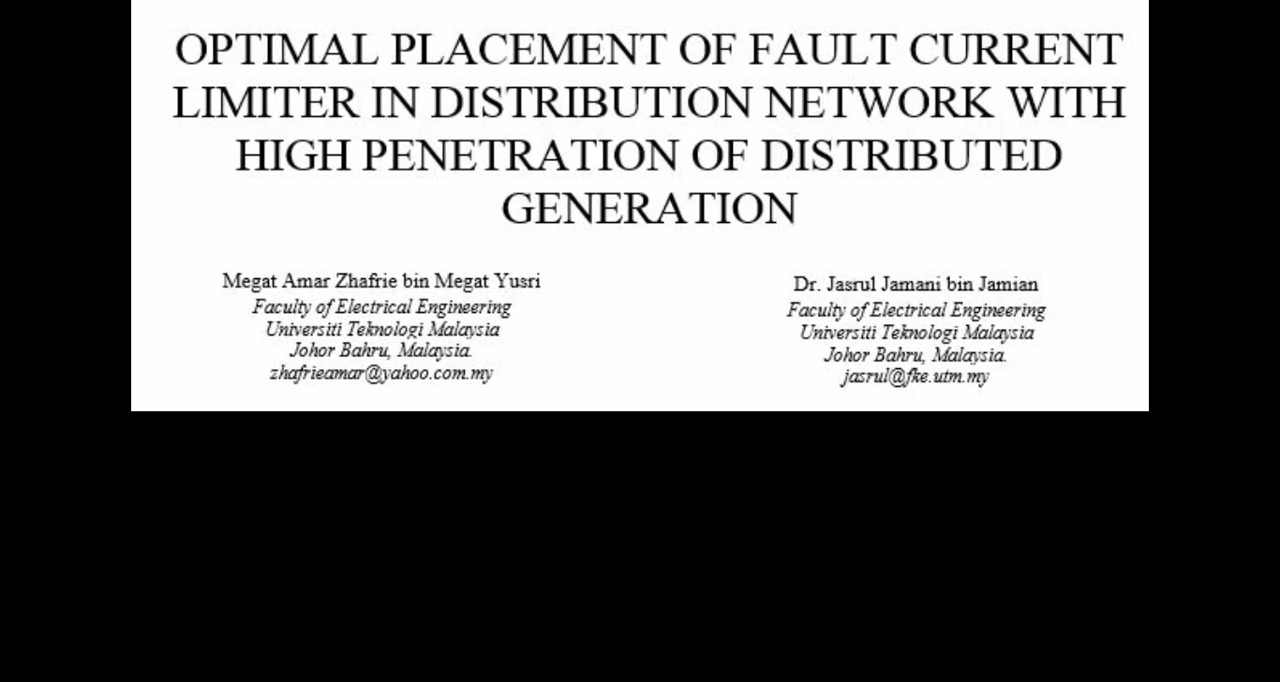 OPTIMAL PLACEMENT OF FAULT CURRENT
LIMITER IN DISTRIBUTION NETWORK WITH
HIGH PENETRATION OF DISTRIBUTED
GENERATION
Megat Amar Zhafrie bin Megat Yusri
Faculty of Electrical Engineering
Universiti Teknologi Malaysia
Johor Bahru, Malaysia.
zhafrieamar@yahoo.com.my
Dr. Jasrul Jamani bin Jamian
Faculty of Electrical Engineering
Universiti Teknologi Malaysia
Johor Bahru, Malaysia.
jasrul@fke.utm.my